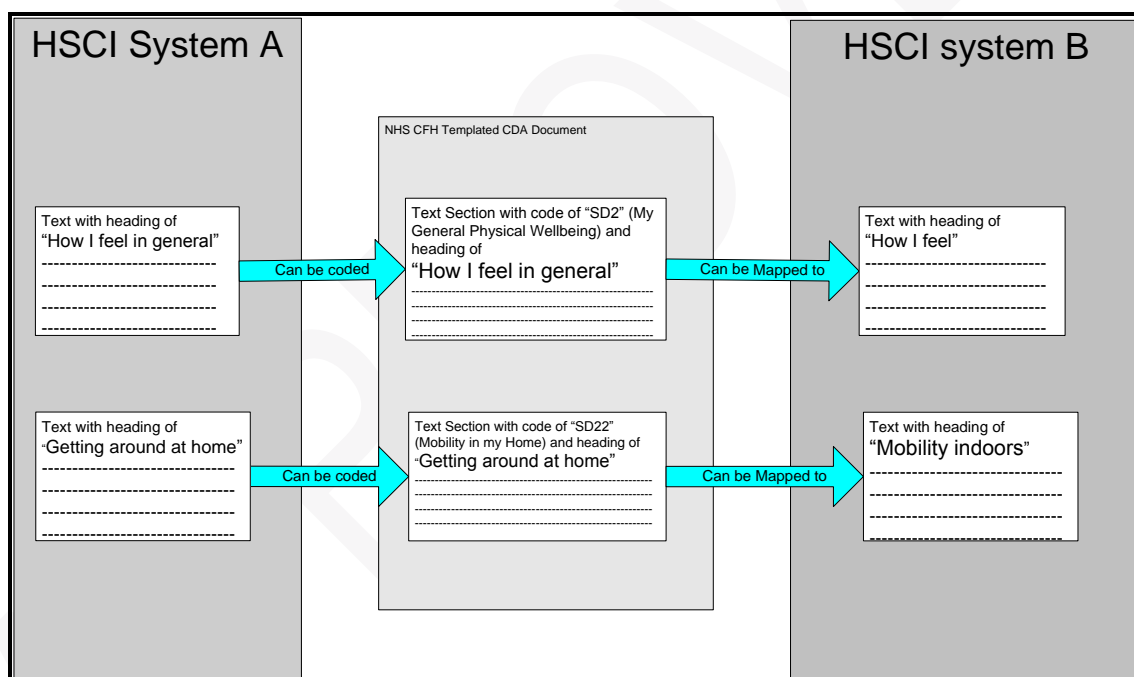 HSCI System A
HSCI system B
NHS CFH Templated CDA Document
Text with heading of
“How I feel in general”
Can be coded
Text Section with code of “SD2” (My
General Physical Wellbeing) and
heading of
“How I feel in general”
Can be Mapped to
Text with heading of
“How I feel”
Text with heading of
“Getting around at home”
Can be coded
Text Section with code of “SD22”
(Mobility in my Home) and heading of
“Getting around at home”
Can be Mapped to
Text with heading of
“Mobility indoors”